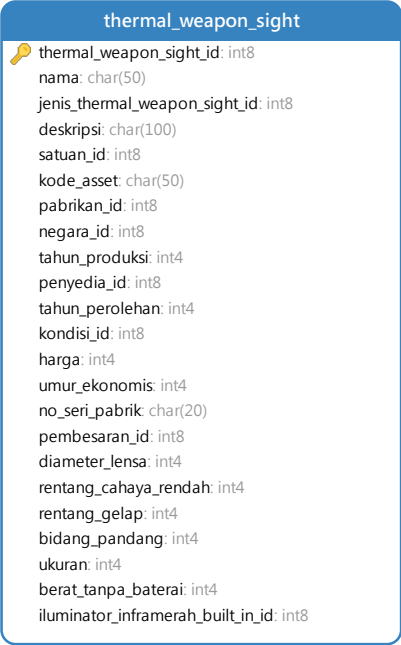 thermal_weapon_sight
thermal_weapon_sight_id: int8
nama: char(50)
jenis_thermal_weapon_sight_id: int8
deskripsi: char(100)
satuan_id: int8
kode_asset: char(50)
pabrikan_id: int8
negara_id: int8
tahun_produksi: int4
penyedia_id: int8
tahun_perolehan: int4
kondisi_id: int8
harga: int4
umur_ekonomis: int4
no_seri_pabrik: char(20)
pembesaran_id: int8
diameter_lensa: int4
rentang_cahaya_rendah: int4
rentang_gelap: int4
bidang_pandang: int4
ukuran: int4
berat_tanpa_baterai: int4
iluminator_inframerah_built_in_id: int8